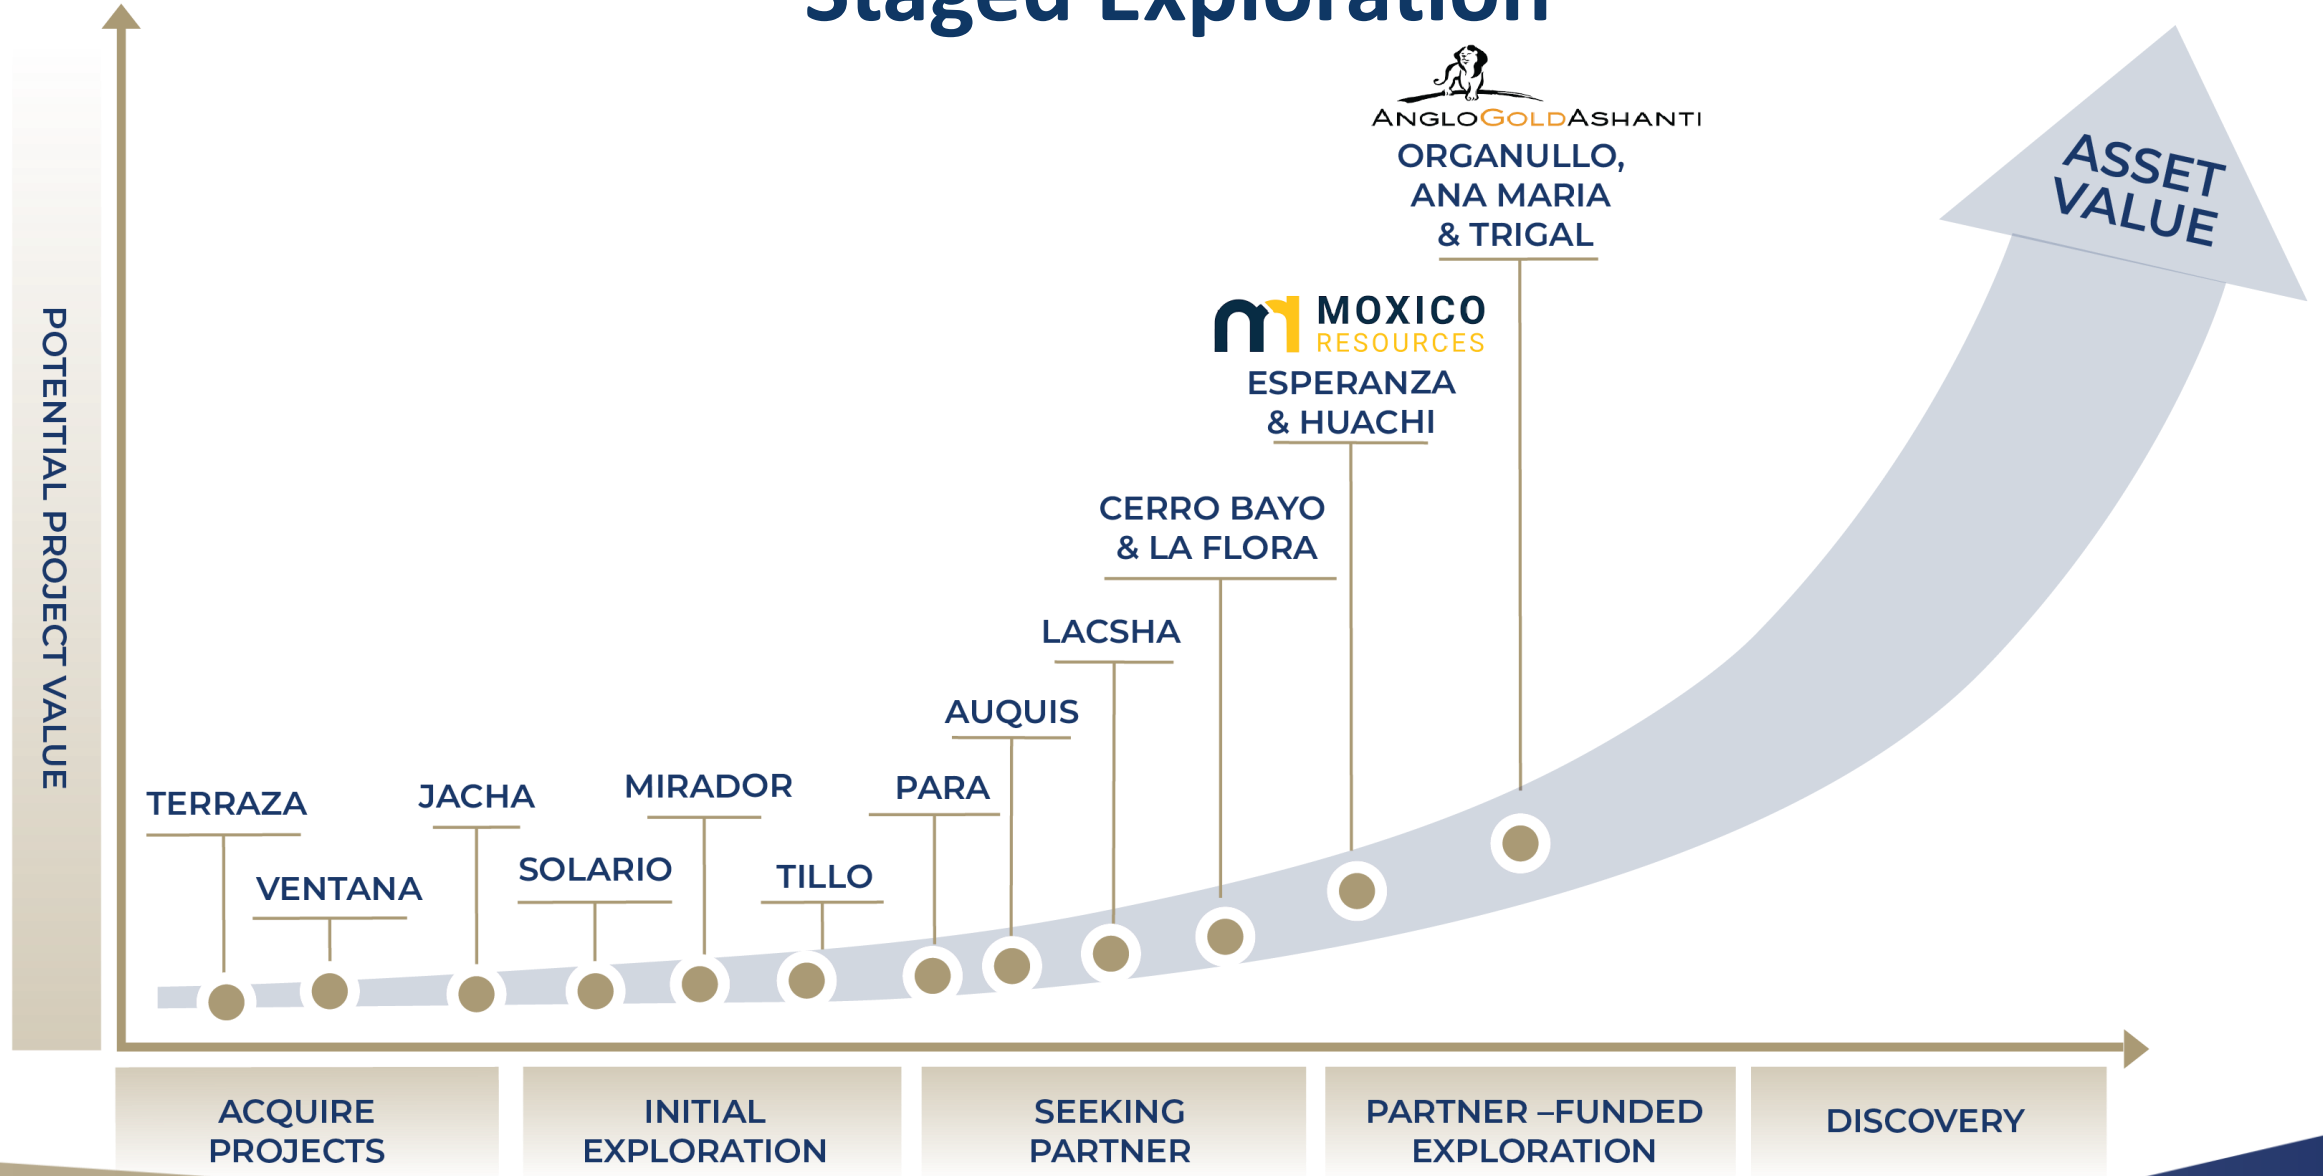 Staged Exploration
ANGLOGOLDASHANTI
ORGANULLO,
ANA MARIA
& TRIGAL
ASSET
VALUE
MOXICO
RESOURCES
ESPERANZA
& HUACHI
CERRO BAYO
& LA FLORA
LACSHA
AUQUIS
POTENTIAL PROJECT VALUE
TERRAZA
JACHA
MIRADOR
PARA
VENTANA
SOLARIO
TILLO
ACQUIRE
PROJECTS
INITIAL
EXPLORATION
SEEKING
PARTNER
PARTNER –FUNDED
EXPLORATION
DISCOVERY